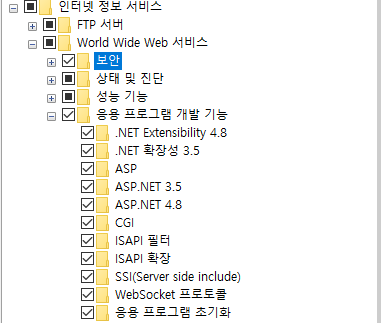 인터넷 정보 서비스
FTP 서버
World Wide Web 서비스
보안
상태 및 진단
성능 기능
응용 프로그램 개발 기능
.NET Extensibility 4.8
.NET 확장성 3.5
ASP
ASP.NET 3.5
ASP.NET 4.8
CGI
ISAPI 필터
ISAPI 확장
SSI(Server side include)
WebSocket 프로토콜
응용 프로그램 초기화